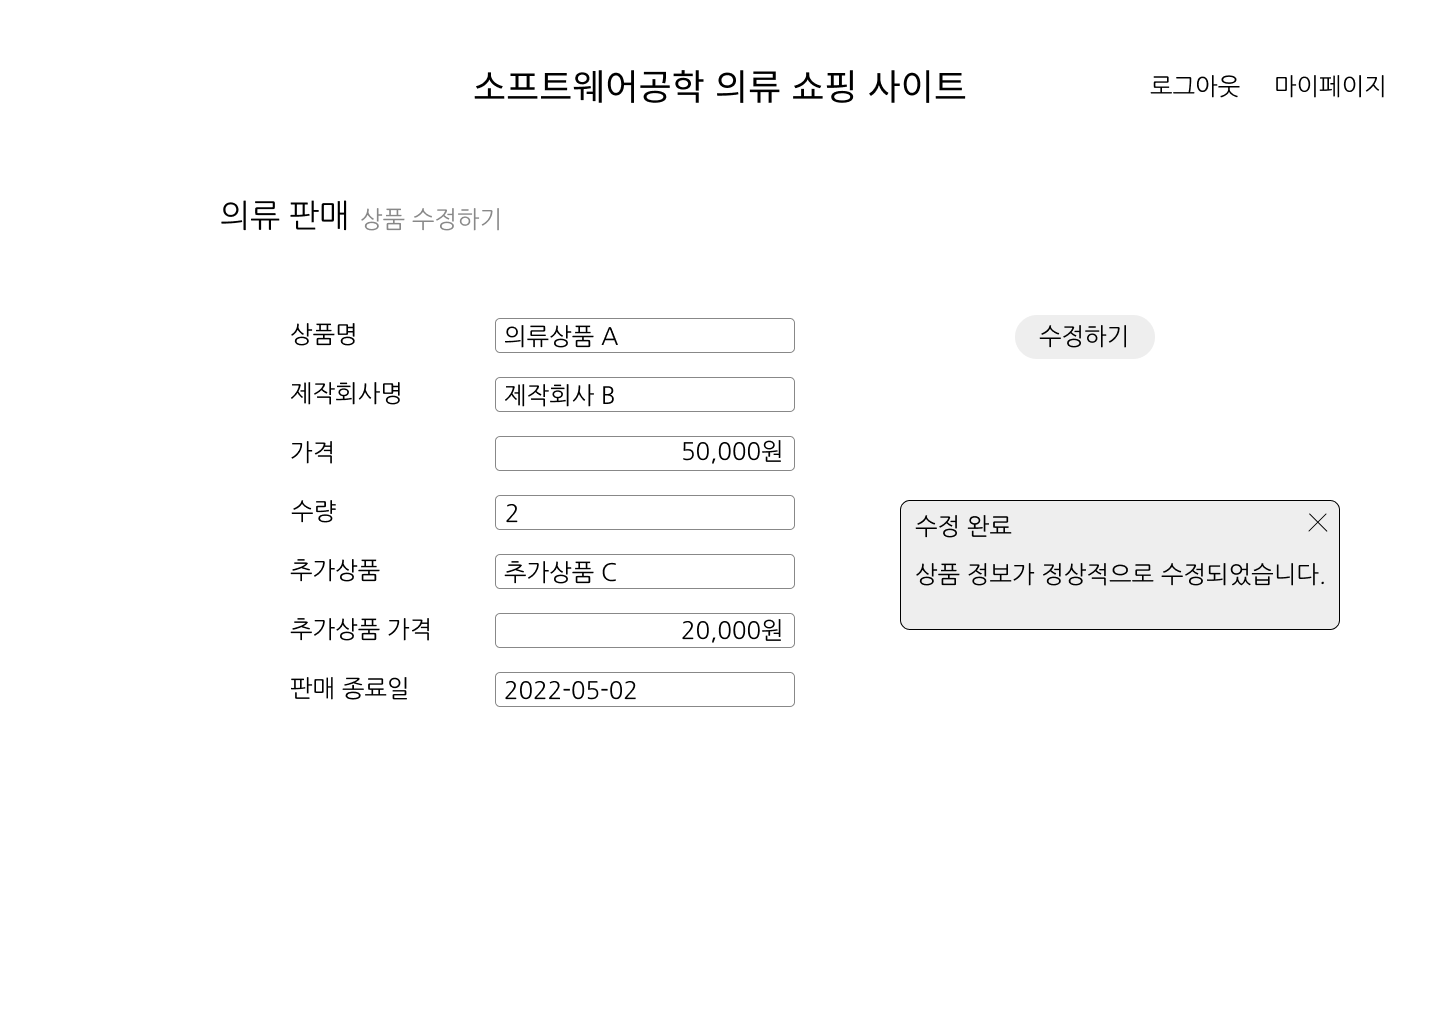 소프트웨어공학 의류 쇼핑 사이트
로그아웃 마이페이지
의류 판매 상품 수정하기
상품명 의류상품 A
수정하기
제작회사명 제작회사 B
가격 50,000원
수량 2
추가상품 추가상품 C
추가상품 가격 20,000원
판매 종료일 2022-05-02
수정 완료
상품 정보가 정상적으로 수정되었습니다.